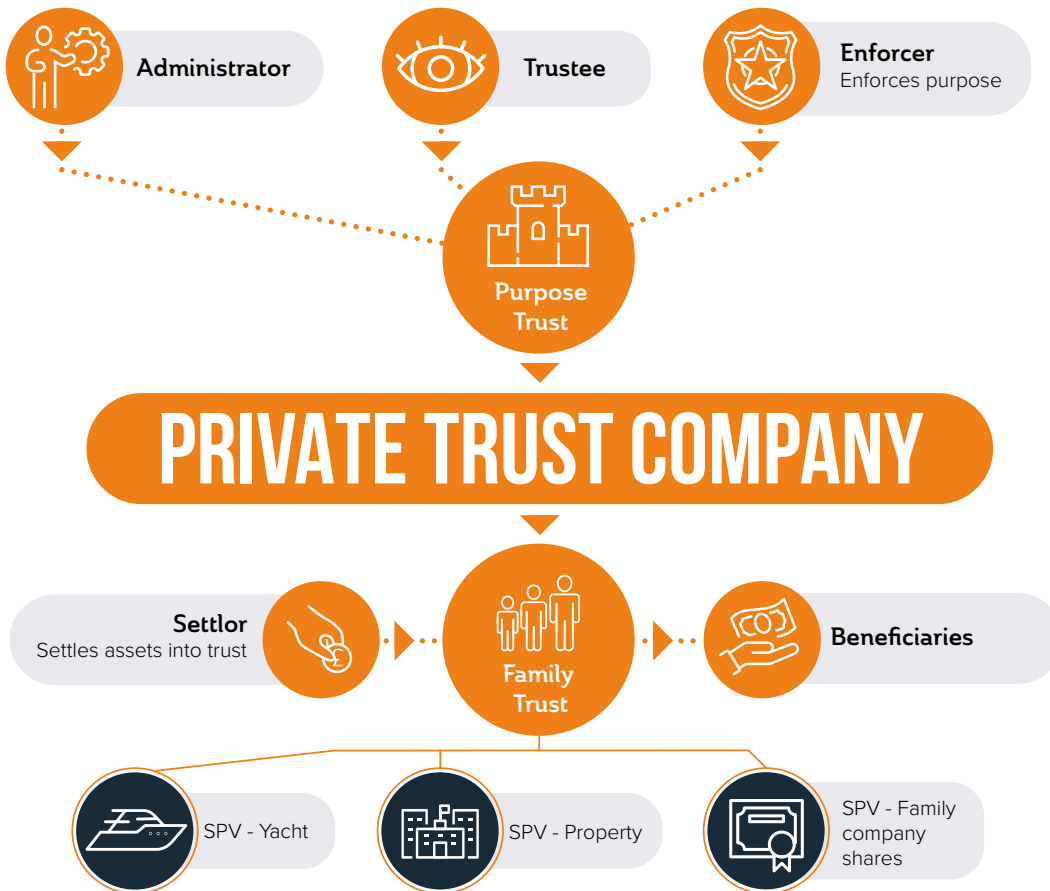 Administrator
Trustee
Enforcer
Enforces purpose
Purpose
Trust
PRIVATE TRUST COMPANY
Settlor
Settles assets into trust
£
Family
Trust
Beneficiaries
SPV - Yacht
SPV - Property
SPV - Family
company
shares